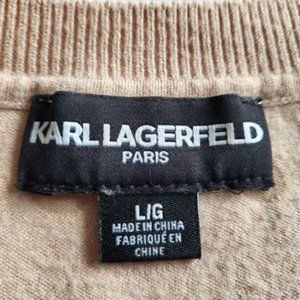 KARL LAGERFELD
PARIS
L/G
MADE IN CHINA
FABRIQUÉ EN
CHINE